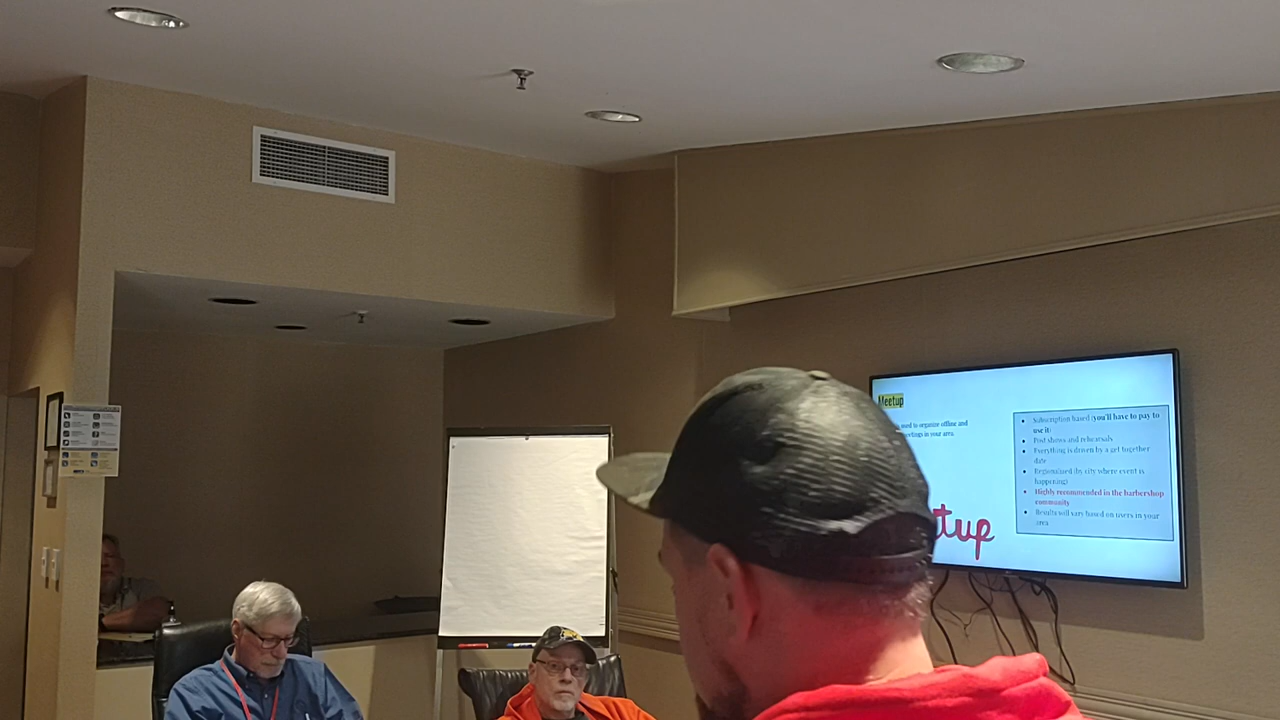 Meetup
used to organize offline and
meetings in your area
Subscription based (you'll have to pay to
use it)
Post shows and rehearsals
Everything is driven by a get together
date
Regionalized (by city where event is
happening)
Highly recommended in the barbershop
community
Results will vary based on users in your
area
tup